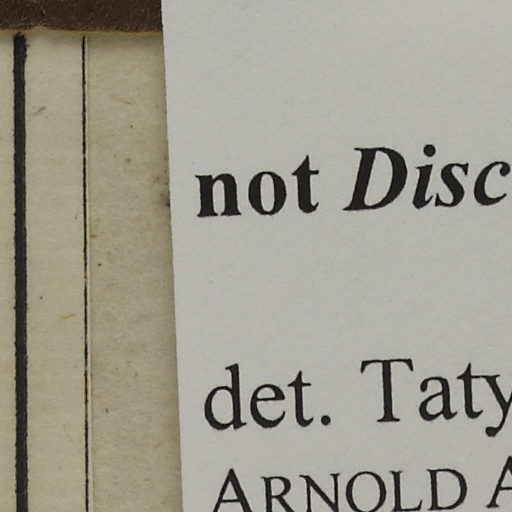 not Disc
det. Taty
ARNOLD A